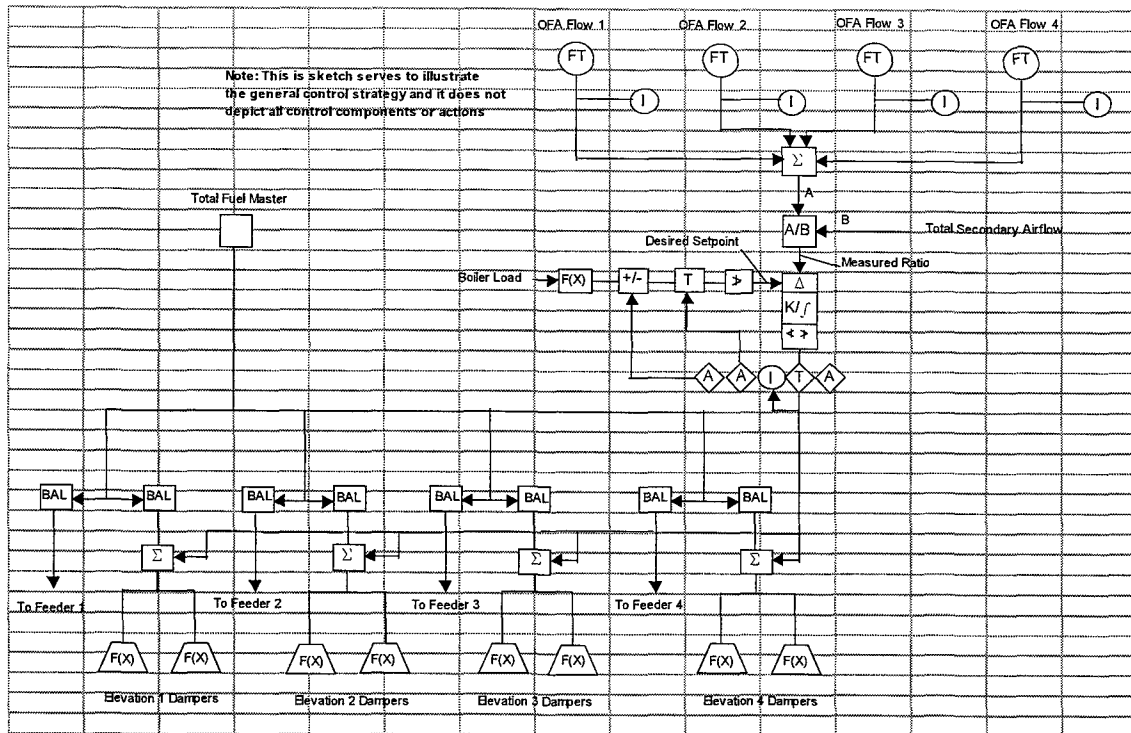 OFA Flow 1
OFA Flow 2
OFA Flow 3
OFA Flow 4
FT
FT
FT
FT
Note: This is sketch serves to illustrate
the general control strategy and it does not
depict all control components or actions
I
I
I
I
Σ
A
Total Fuel Master
A/B
B
Total Secondary Airflow
Desired Setpoint
Measured Ratio
Boiler Load
F(X)
+/-
T
≯
Δ
K/∫
≮ ≯
A
A
I
T
A
BAL
BAL
BAL
BAL
BAL
BAL
BAL
BAL
Σ
Σ
Σ
Σ
To Feeder 1
To Feeder 2
To Feeder 3
To Feeder 4
F(X)
F(X)
F(X)
F(X)
F(X)
F(X)
F(X)
F(X)
Elevation 1 Dampers
Elevation 2 Dampers
Elevation 3 Dampers
Elevation 4 Dampers